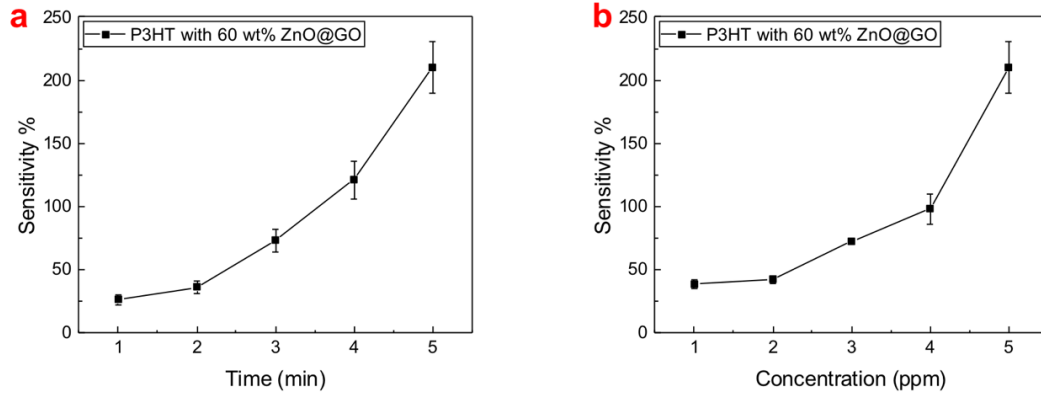 a
P3HT with 60 wt% ZnO@GO
250
200
150
100
50
0
Sensitivity %
1 2 3 4 5
Time (min)
b
P3HT with 60 wt% ZnO@GO
250
200
150
100
50
0
Sensitivity %
1 2 3 4 5
Concentration (ppm)